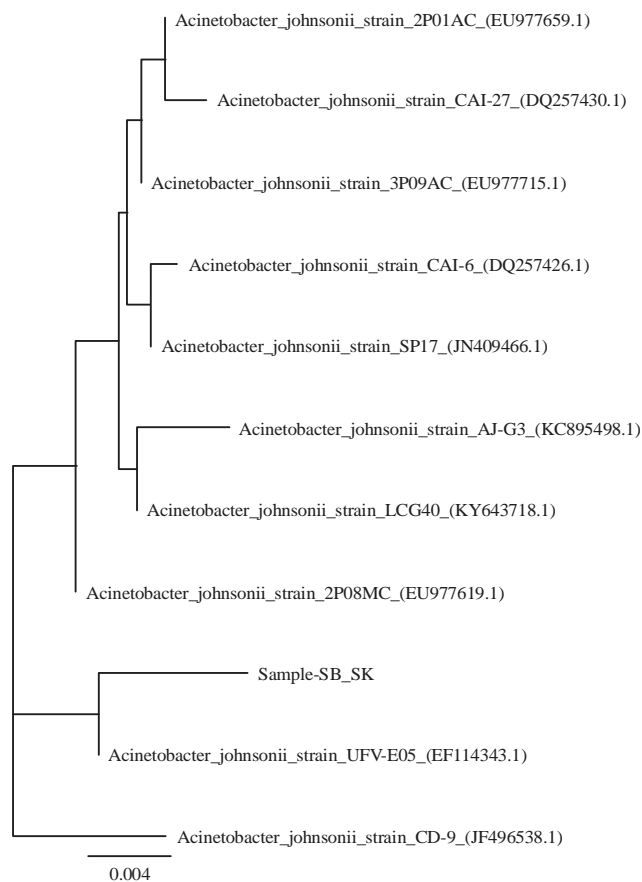 Acinetobacter_johnsonii_strain_2P01AC_(EU977659.1)
Acinetobacter_johnsonii_strain_CAI-27_(DQ257430.1)
Acinetobacter_johnsonii_strain_3P09AC_(EU977715.1)
Acinetobacter_johnsonii_strain_CAI-6_(DQ257426.1)
Acinetobacter_johnsonii_strain_SP17_(JN409466.1)
Acinetobacter_johnsonii_strain_AJ-G3_(KC895498.1)
Acinetobacter_johnsonii_strain_LCG40_(KY643718.1)
Acinetobacter_johnsonii_strain_2P08MC_(EU977619.1)
Sample-SB_SK
Acinetobacter_johnsonii_strain_UFV-E05_(EF114343.1)
Acinetobacter_johnsonii_strain_CD-9_(JF496538.1)
0.004